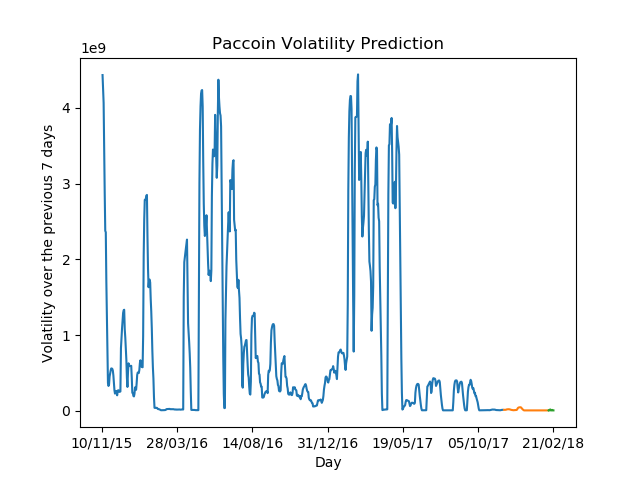 Paccoin Volatility Prediction
1e9
Volatility over the previous 7 days
4
3
2
1
0
10/11/15 28/03/16 14/08/16 31/12/16 19/05/17 05/10/17 21/02/18
Day